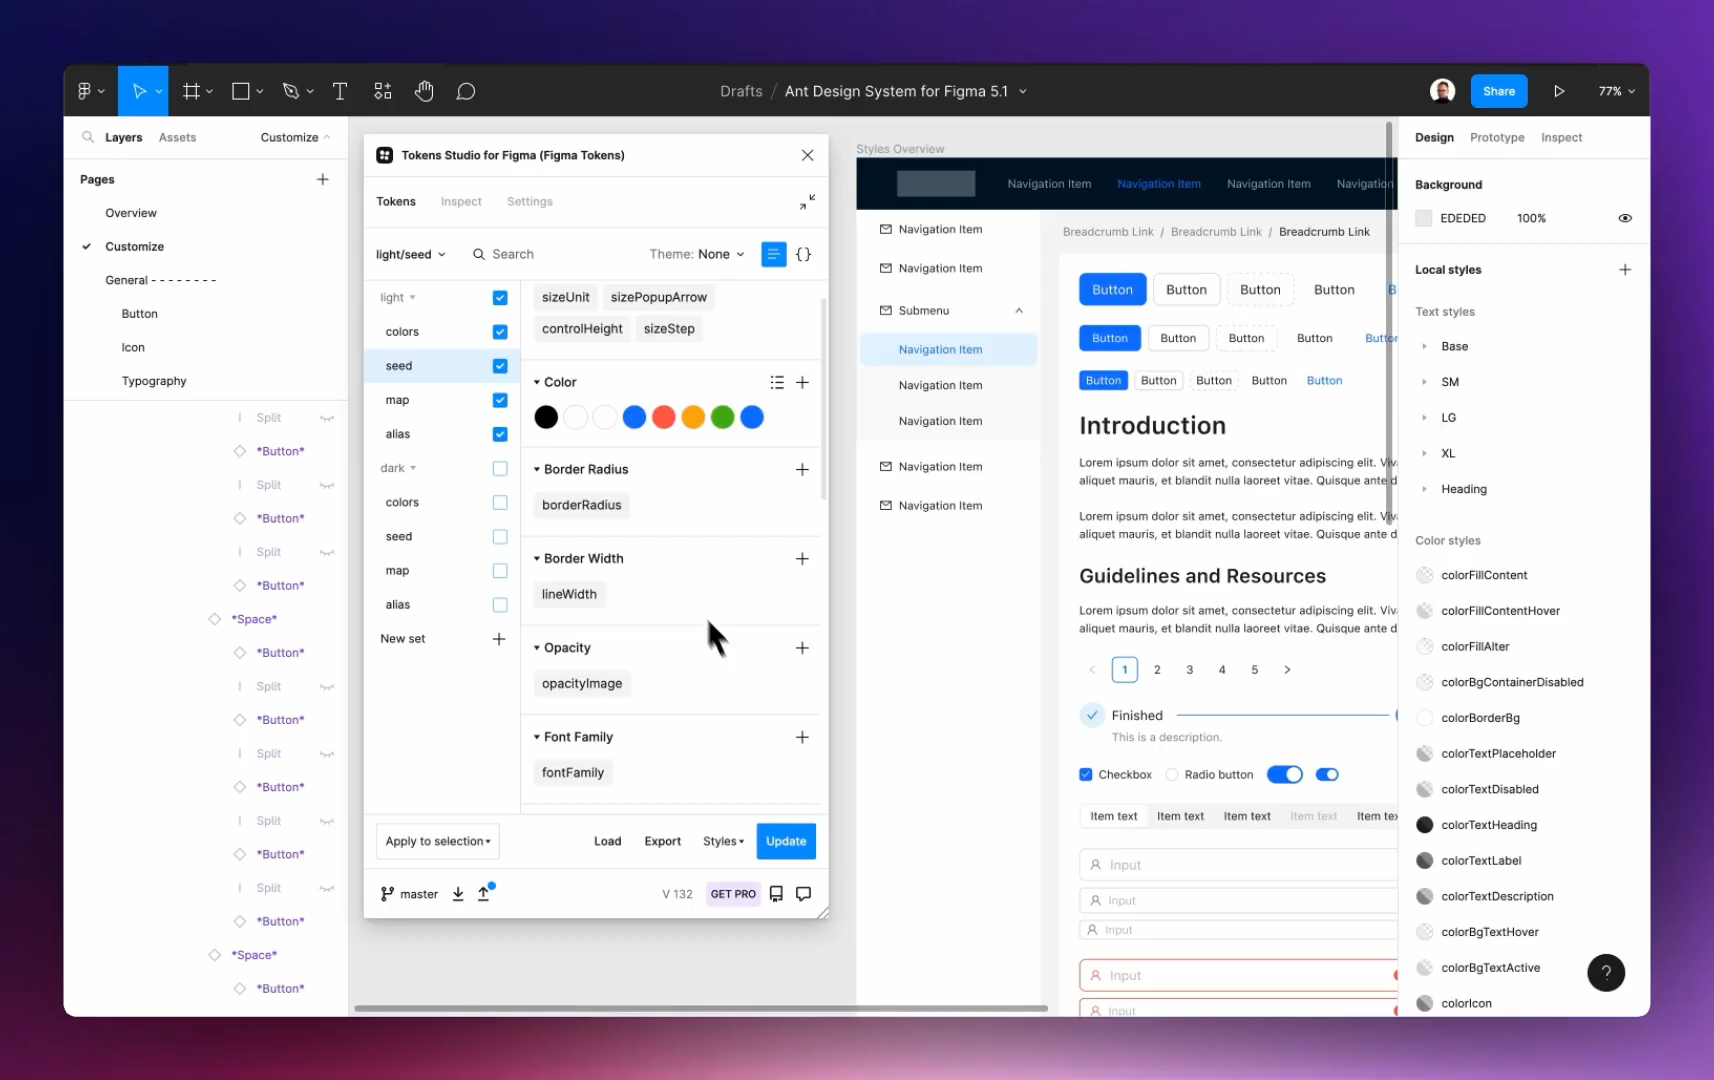 Drafts / Ant Design System for Figma 5.1
Share
77%
Layers
Assets
Customize
Pages
Overview
Customize
General - - - - - - - -
Button
Icon
Typography
Split
*Button*
Split
*Button*
Split
*Button*
*Space*
*Button*
Split
*Button*
Split
*Button*
Split
*Button*
Split
*Button*
*Space*
*Button*
Tokens Studio for Figma (Figma Tokens)
Tokens
Inspect
Settings
light/seed
Search
Theme: None
{}
light
colors
seed
map
alias
dark
colors
seed
map
alias
New set
sizeUnit
sizePopupArrow
controlHeight
sizeStep
Color
Border Radius
borderRadius
Border Width
lineWidth
Opacity
opacityImage
Font Family
fontFamily
Apply to selection
Load
Export
Styles
Update
master
V 132
GET PRO
Styles Overview
Navigation Item
Navigation Item
Navigation Item
Navigation
Navigation Item
Navigation Item
Submenu
Navigation Item
Navigation Item
Navigation Item
Navigation Item
Navigation Item
Breadcrumb Link / Breadcrumb Link / Breadcrumb Link
Button Button Button Button B
Button Button Button Button Button
Button Button Button Button Button
Introduction
Lorem ipsum dolor sit amet, consectetur adipiscing elit. Viv
aliquet mauris, et blandit nulla laoreet vitae. Quisque ante d
Lorem ipsum dolor sit amet, consectetur adipiscing elit. Viv
aliquet mauris, et blandit nulla laoreet vitae. Quisque ante d
Guidelines and Resources
Lorem ipsum dolor sit amet, consectetur adipiscing elit. Viva
aliquet mauris, et blandit nulla laoreet vitae. Quisque ante d
< 1 2 3 4 5 >
Finished
This is a description.
Checkbox
Radio button
Item text Item text Item text Item text Item tex
Input
Input
Input
Input
Input
Design
Prototype
Inspect
Background
EDEDED 100%
Local styles
Text styles
Base
SM
LG
XL
Heading
Color styles
colorFillContent
colorFillContentHover
colorFillAlter
colorBgContainerDisabled
colorBorderBg
colorTextPlaceholder
colorTextDisabled
colorTextHeading
colorTextLabel
colorTextDescription
colorBgTextHover
colorBgTextActive
colorIcon
?